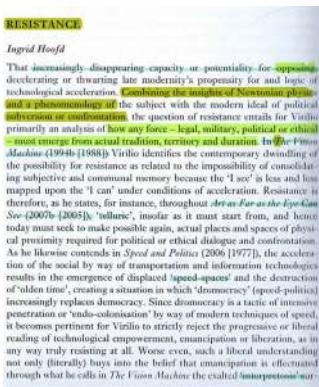 RESISTANCE
Ingrid Hoofd
That increasingly disappearing capacity or potentiality for opposing,
decelerating or thwarting late modernity's propensity for and logic of
technological acceleration. Combining the insights of Newtonian physics
and a phenomenology of the subject with the modern ideal of political
subversion or confrontation, the question of resistance entails for Virilio
primarily an analysis of how any force – legal, military, political or ethical
– must emerge from actual tradition, territory and duration. In The Vision
Machine (1994b [1988]) Virilio identifies the contemporary dwindling of
the possibility for resistance as related to the impossibility of consolidat-
ing subjective and communal memory because the 'I see' is less and less
mapped upon the 'I can' under conditions of acceleration. Resistance is
therefore, as he states, for instance, throughout Art as Far as the Eye Can
See (2007b [2005]), 'telluric', insofar as it must start from, and hence
today must seek to make possible again, actual places and spaces of physi-
cal proximity required for political or ethical dialogue and confrontation.
As he likewise contends in Speed and Politics (2006 [1977]), the accelera-
tion of the social by way of transportation and information technologies
results in the emergence of displaced 'speed-spaces' and the destruction
of 'olden time', creating a situation in which 'dromocracy' (speed-politics)
increasingly replaces democracy. Since dromocracy is a tactic of intensive
penetration or 'endo-colonisation' by way of modern techniques of speed,
it becomes pertinent for Virilio to strictly reject the progressive or liberal
reading of technological empowerment, emancipation or liberation, as in
any way truly resisting at all. Worse even, such a liberal understanding
not only (literally) buys into the belief that emancipation is effectuated
through what he calls in The Vision Machine the exalted